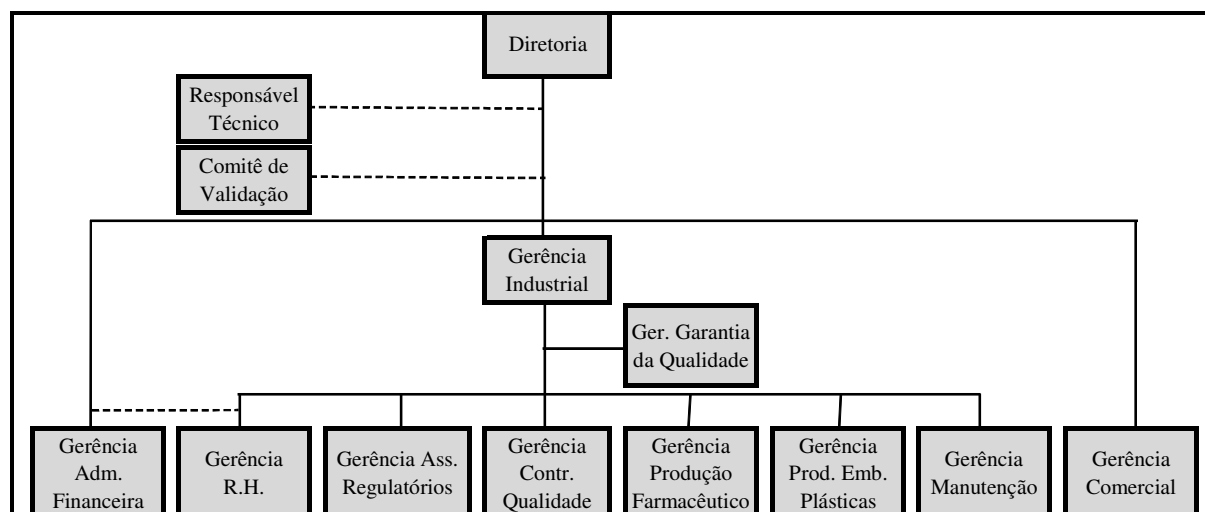 Diretoria
Responsável
Técnico
Comitê de
Validação
Gerência
Industrial
Ger. Garantia
da Qualidade
Gerência
Adm.
Financeira
Gerência
R.H.
Gerência Ass.
Regulatórios
Gerência
Contr.
Qualidade
Gerência
Produção
Farmacêutico
Gerência
Prod. Emb.
Plásticas
Gerência
Manutenção
Gerência
Comercial